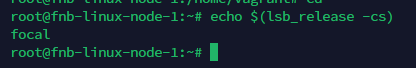 root@fnb-linux-node-1:/home/vagrant# cd
root@fnb-linux-node-1:~# echo $(lsb_release -cs)
focal
root@fnb-linux-node-1:~#